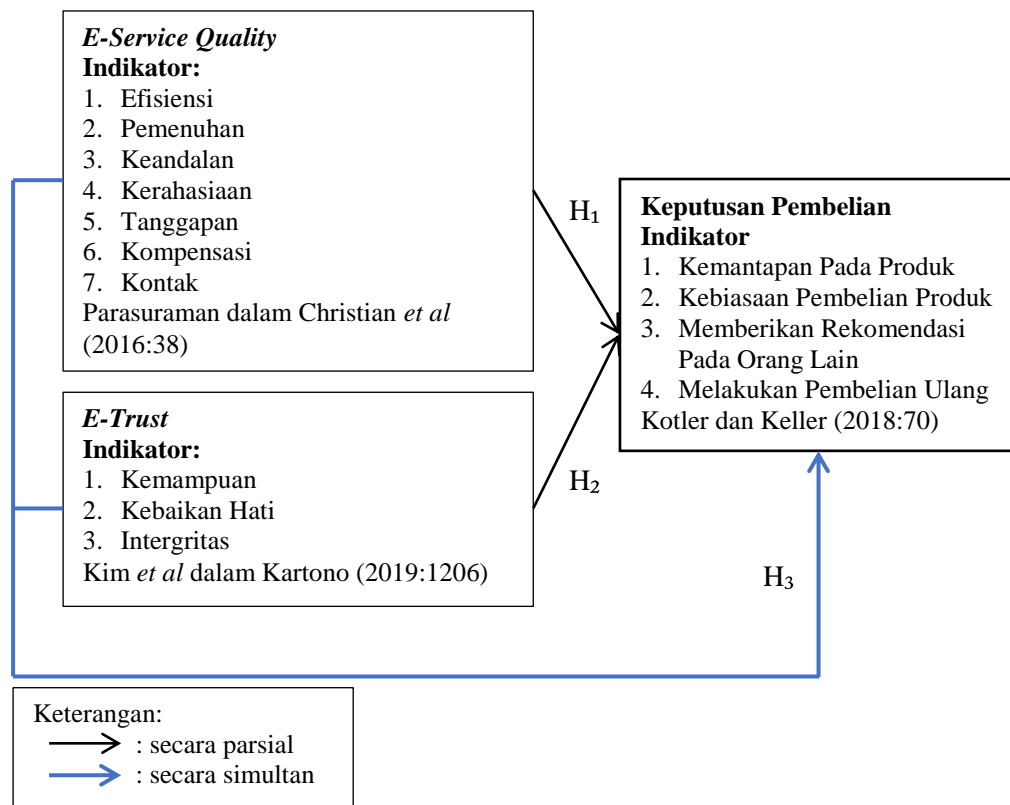 E-Service Quality
Indikator:
1. Efisiensi
2. Pemenuhan
3. Keandalan
4. Kerahasiaan
5. Tanggapan
6. Kompensasi
7. Kontak
Parasuraman dalam Christian et al
(2016:38)
H₁
Keputusan Pembelian
Indikator
1. Kemantapan Pada Produk
2. Kebiasaan Pembelian Produk
3. Memberikan Rekomendasi
Pada Orang Lain
4. Melakukan Pembelian Ulang
Kotler dan Keller (2018:70)
E-Trust
Indikator:
1. Kemampuan
2. Kebaikan Hati
3. Intergritas
Kim et al dalam Kartono (2019:1206)
H₂
H₃
Keterangan:
: secara parsial
: secara simultan